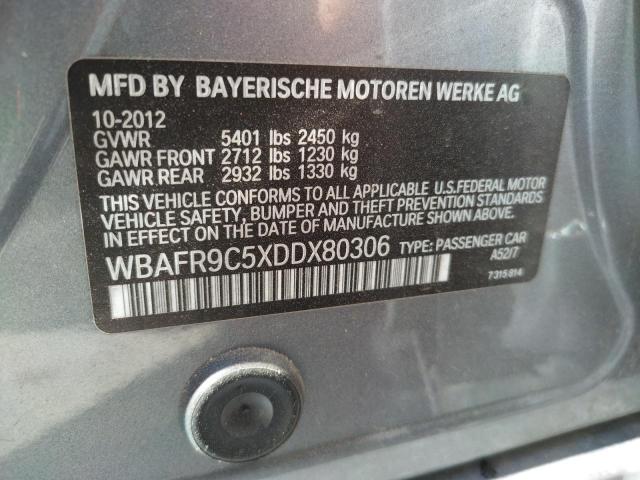 MFD BY BAYERISCHE MOTOREN WERKE AG
10-2012
GVWR 5401 lbs 2450 kg
GAWR FRONT 2712 lbs 1230 kg
GAWR REAR 2932 lbs 1330 kg
THIS VEHICLE CONFORMS TO ALL APPLICABLE U.S.FEDERAL MOTOR
VEHICLE SAFETY, BUMPER AND THEFT PREVENTION STANDARDS
IN EFFECT ON THE DATE OF MANUFACTURE SHOWN ABOVE.
WBAFR9C5XDDX80306 TYPE: PASSENGER CAR
A52/7
7315814